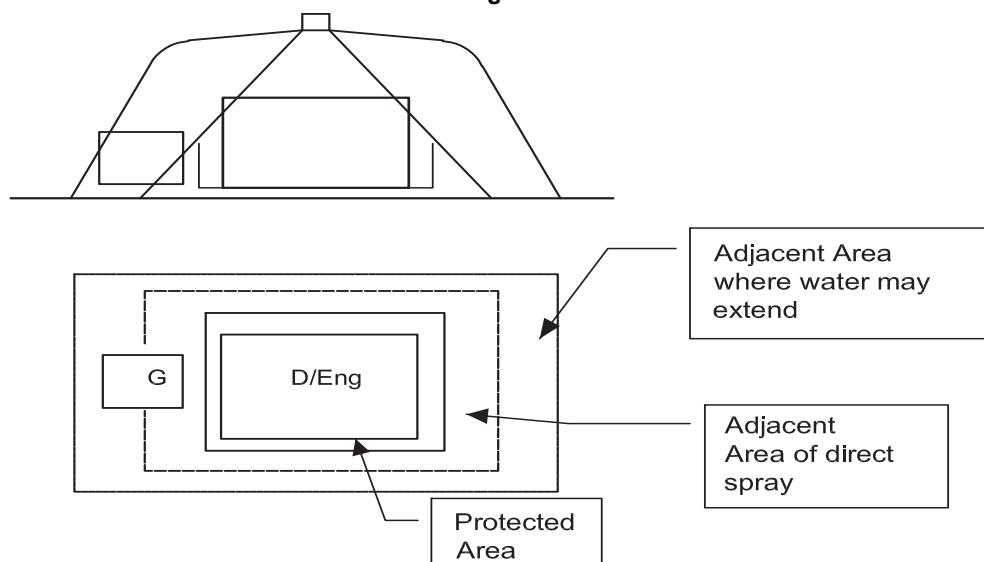 Adjacent Area
where water may
extend
G
D/Eng
Adjacent
Area of direct
spray
Protected
Area